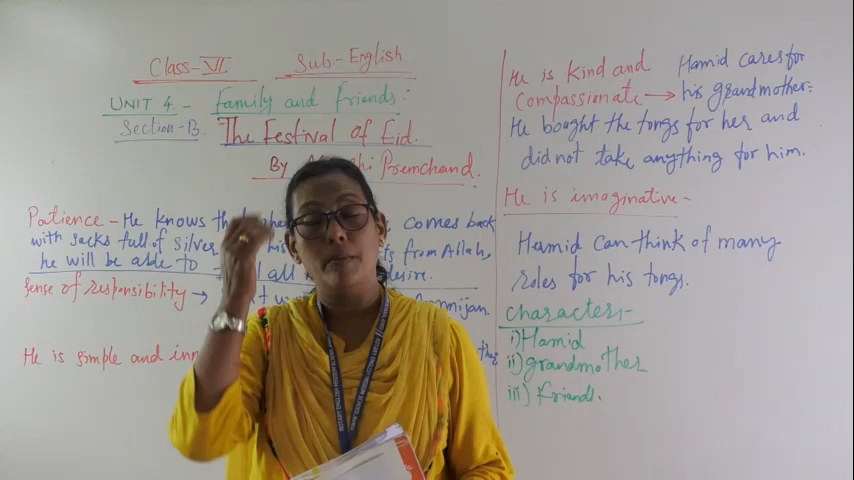 Class-VI Sub.- English
UNIT 4.- Family and Friends:
Section-B. The Festival of Eid.
By Premchand.
Patience - He knows comes back
with sacks full of silver from Allah,
he will be able to all desire.
Sense of responsibility → Ammijan.
He is simple and
He is kind and
Compassionate → Hamid cares for
his grandmother.
He bought the tongs for her and
did not take anything for him.
He is imaginative-
Hamid can think of many
roles for his tongs.
Characters:-
i) Hamid
ii) grandmother
iii) Friends.